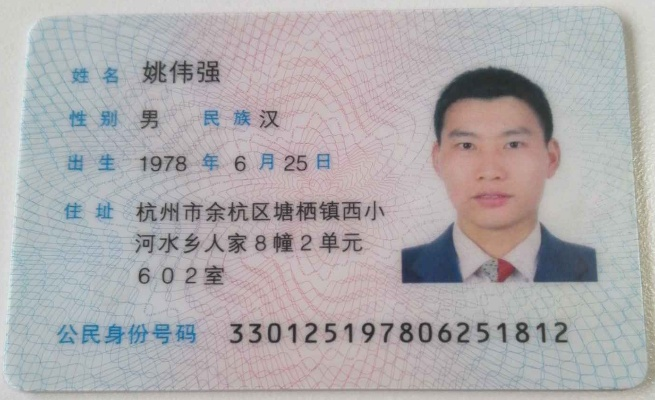 姓名 姚伟强
性别 男 民族 汉
出生 1978 年 6 月 25 日
住址 杭州市余杭区塘栖镇西小
河水乡人家8幢2单元
602室
公民身份号码 330125197806251812